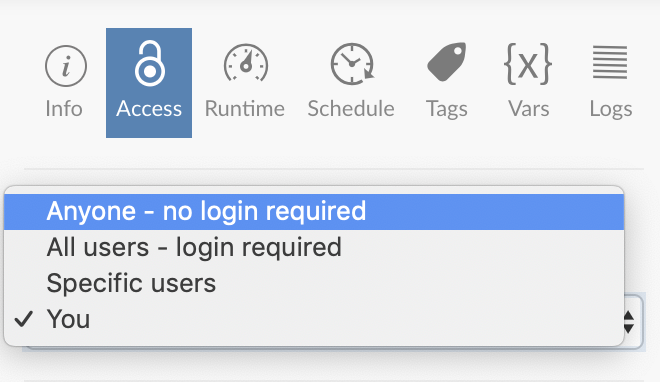 i
{x}
Info Access Runtime Schedule Tags Vars Logs
Anyone - no login required
All users - login required
Specific users
✓ You